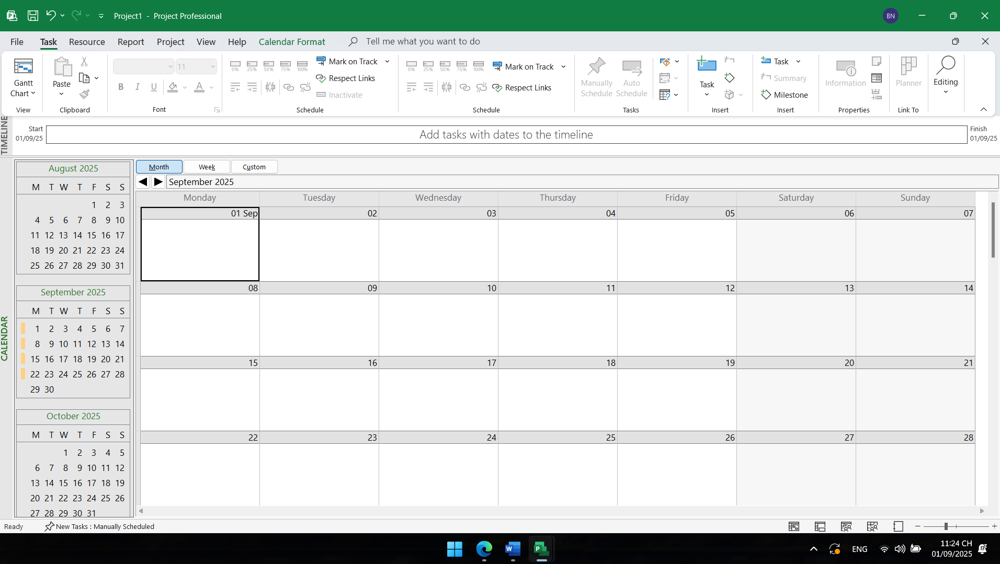 Project1 - Project Professional
BN
File Task Resource Report Project View Help Calendar Format Tell me what you want to do
Gantt Chart
View
Paste
Clipboard
11
B I U A
Font
0% 25% 50% 75% 100%
Mark on Track
Respect Links
Inactivate
Schedule
0% 25% 50% 75% 100%
Mark on Track
Respect Links
Schedule
Manually Schedule
Auto Schedule
Tasks
Task
Insert
Task
Summary
Milestone
Insert
Information
Properties
Planner
Link To
Editing
TIMELINE
Start
01/09/25
Add tasks with dates to the timeline
Finish
01/09/25
CALENDAR
August 2025
M T W T F S S
1 2 3
4 5 6 7 8 9 10
11 12 13 14 15 16 17
18 19 20 21 22 23 24
25 26 27 28 29 30 31
September 2025
M T W T F S S
1 2 3 4 5 6 7
8 9 10 11 12 13 14
15 16 17 18 19 20 21
22 23 24 25 26 27 28
29 30
October 2025
M T W T F S S
1 2 3 4 5
6 7 8 9 10 11 12
13 14 15 16 17 18 19
20 21 22 23 24 25 26
27 28 29 30 31
Month Week Custom
September 2025
Monday Tuesday Wednesday Thursday Friday Saturday Sunday
01 Sep 02 03 04 05 06 07
08 09 10 11 12 13 14
15 16 17 18 19 20 21
22 23 24 25 26 27 28
Ready New Tasks : Manually Scheduled
ENG
11:24 CH
01/09/2025